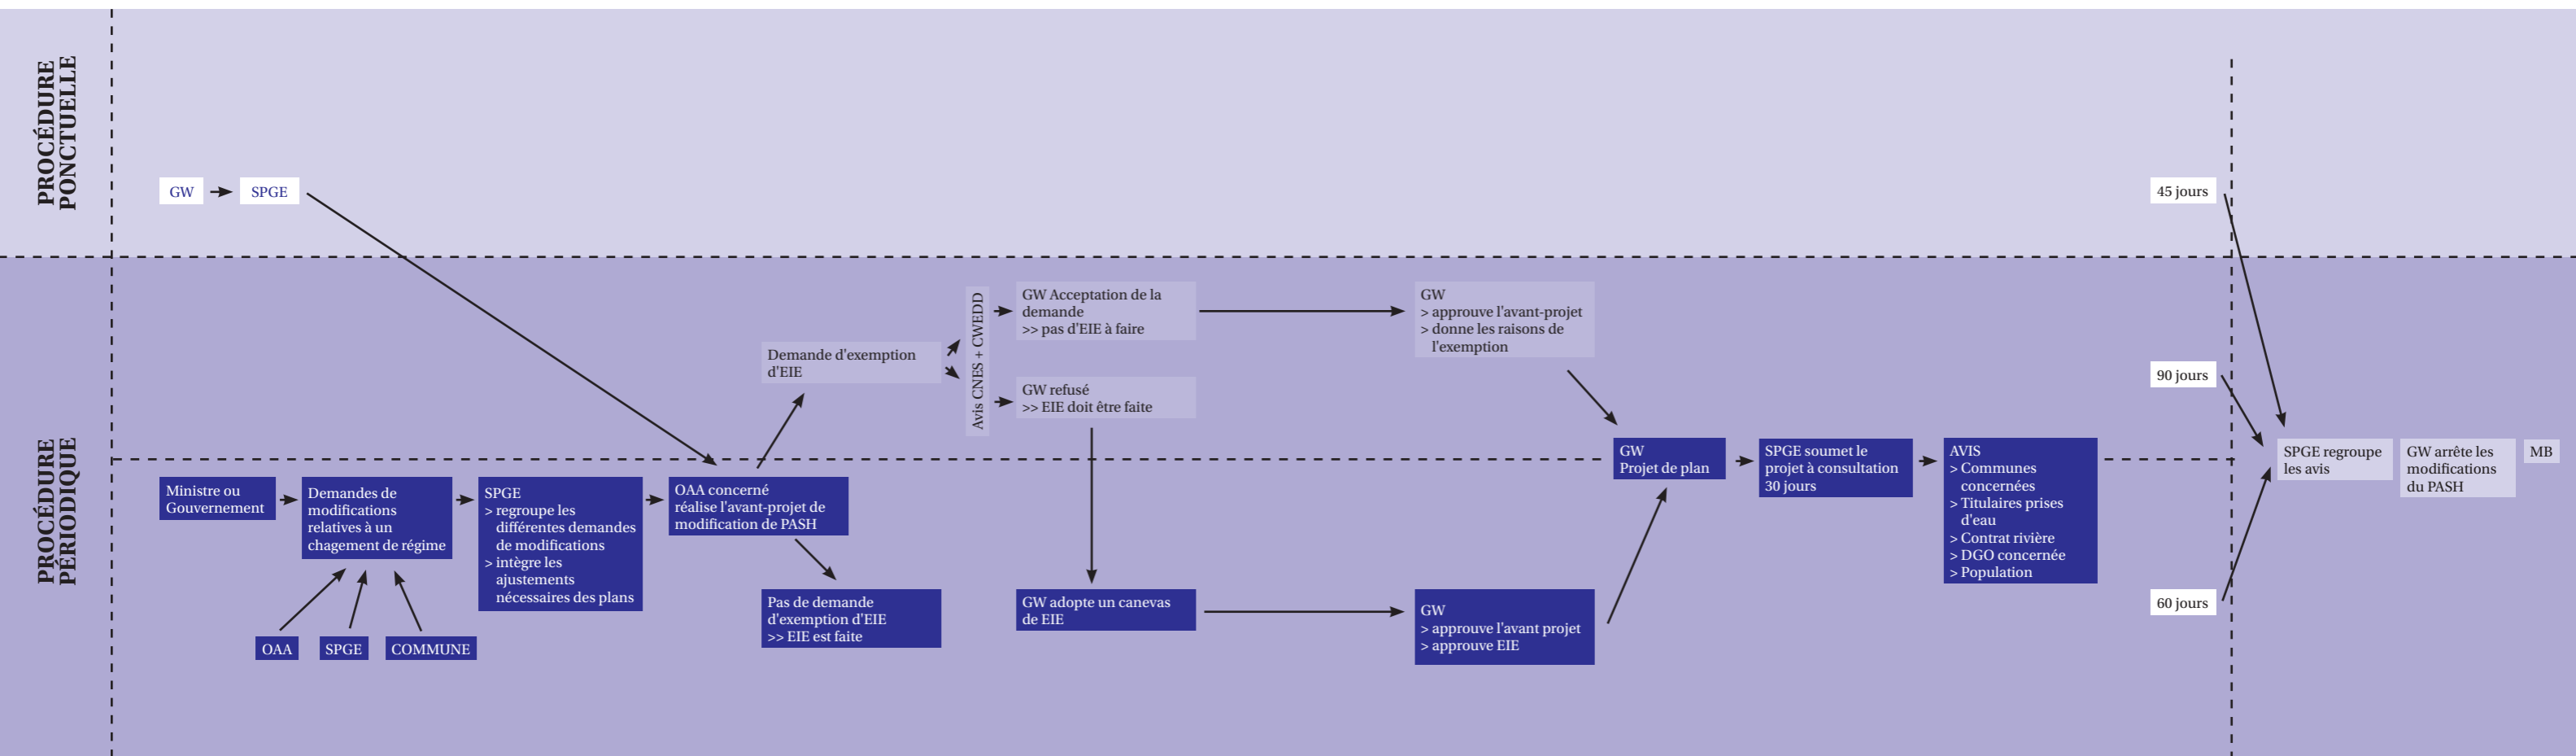 PROCÉDURE
PONCTUELLE
GW
SPGE
45 jours
PROCÉDURE
PÉRIODIQUE
Ministre ou
Gouvernement
Demandes de
modifications
relatives à un
chagement de régime
OAA
SPGE
COMMUNE
SPGE
> regroupe les
différentes demandes
de modifications
> intègre les
ajustements
nécessaires des plans
OAA concerné
réalise l'avant-projet de
modification de PASH
Demande d'exemption
d'EIE
Pas de demande
d'exemption d'EIE
>> EIE est faite
Avis CNES + CWEDD
GW Acceptation de la
demande
>> pas d'EIE à faire
GW refusé
>> EIE doit être faite
GW adopte un canevas
de EIE
GW
> approuve l'avant-projet
> donne les raisons de
l'exemption
GW
> approuve l'avant projet
> approuve EIE
GW
Projet de plan
SPGE soumet le
projet à consultation
30 jours
AVIS
> Communes
concernées
> Titulaires prises
d'eau
> Contrat rivière
> DGO concernée
> Population
90 jours
60 jours
SPGE regroupe
les avis
GW arrête les
modifications
du PASH
MB